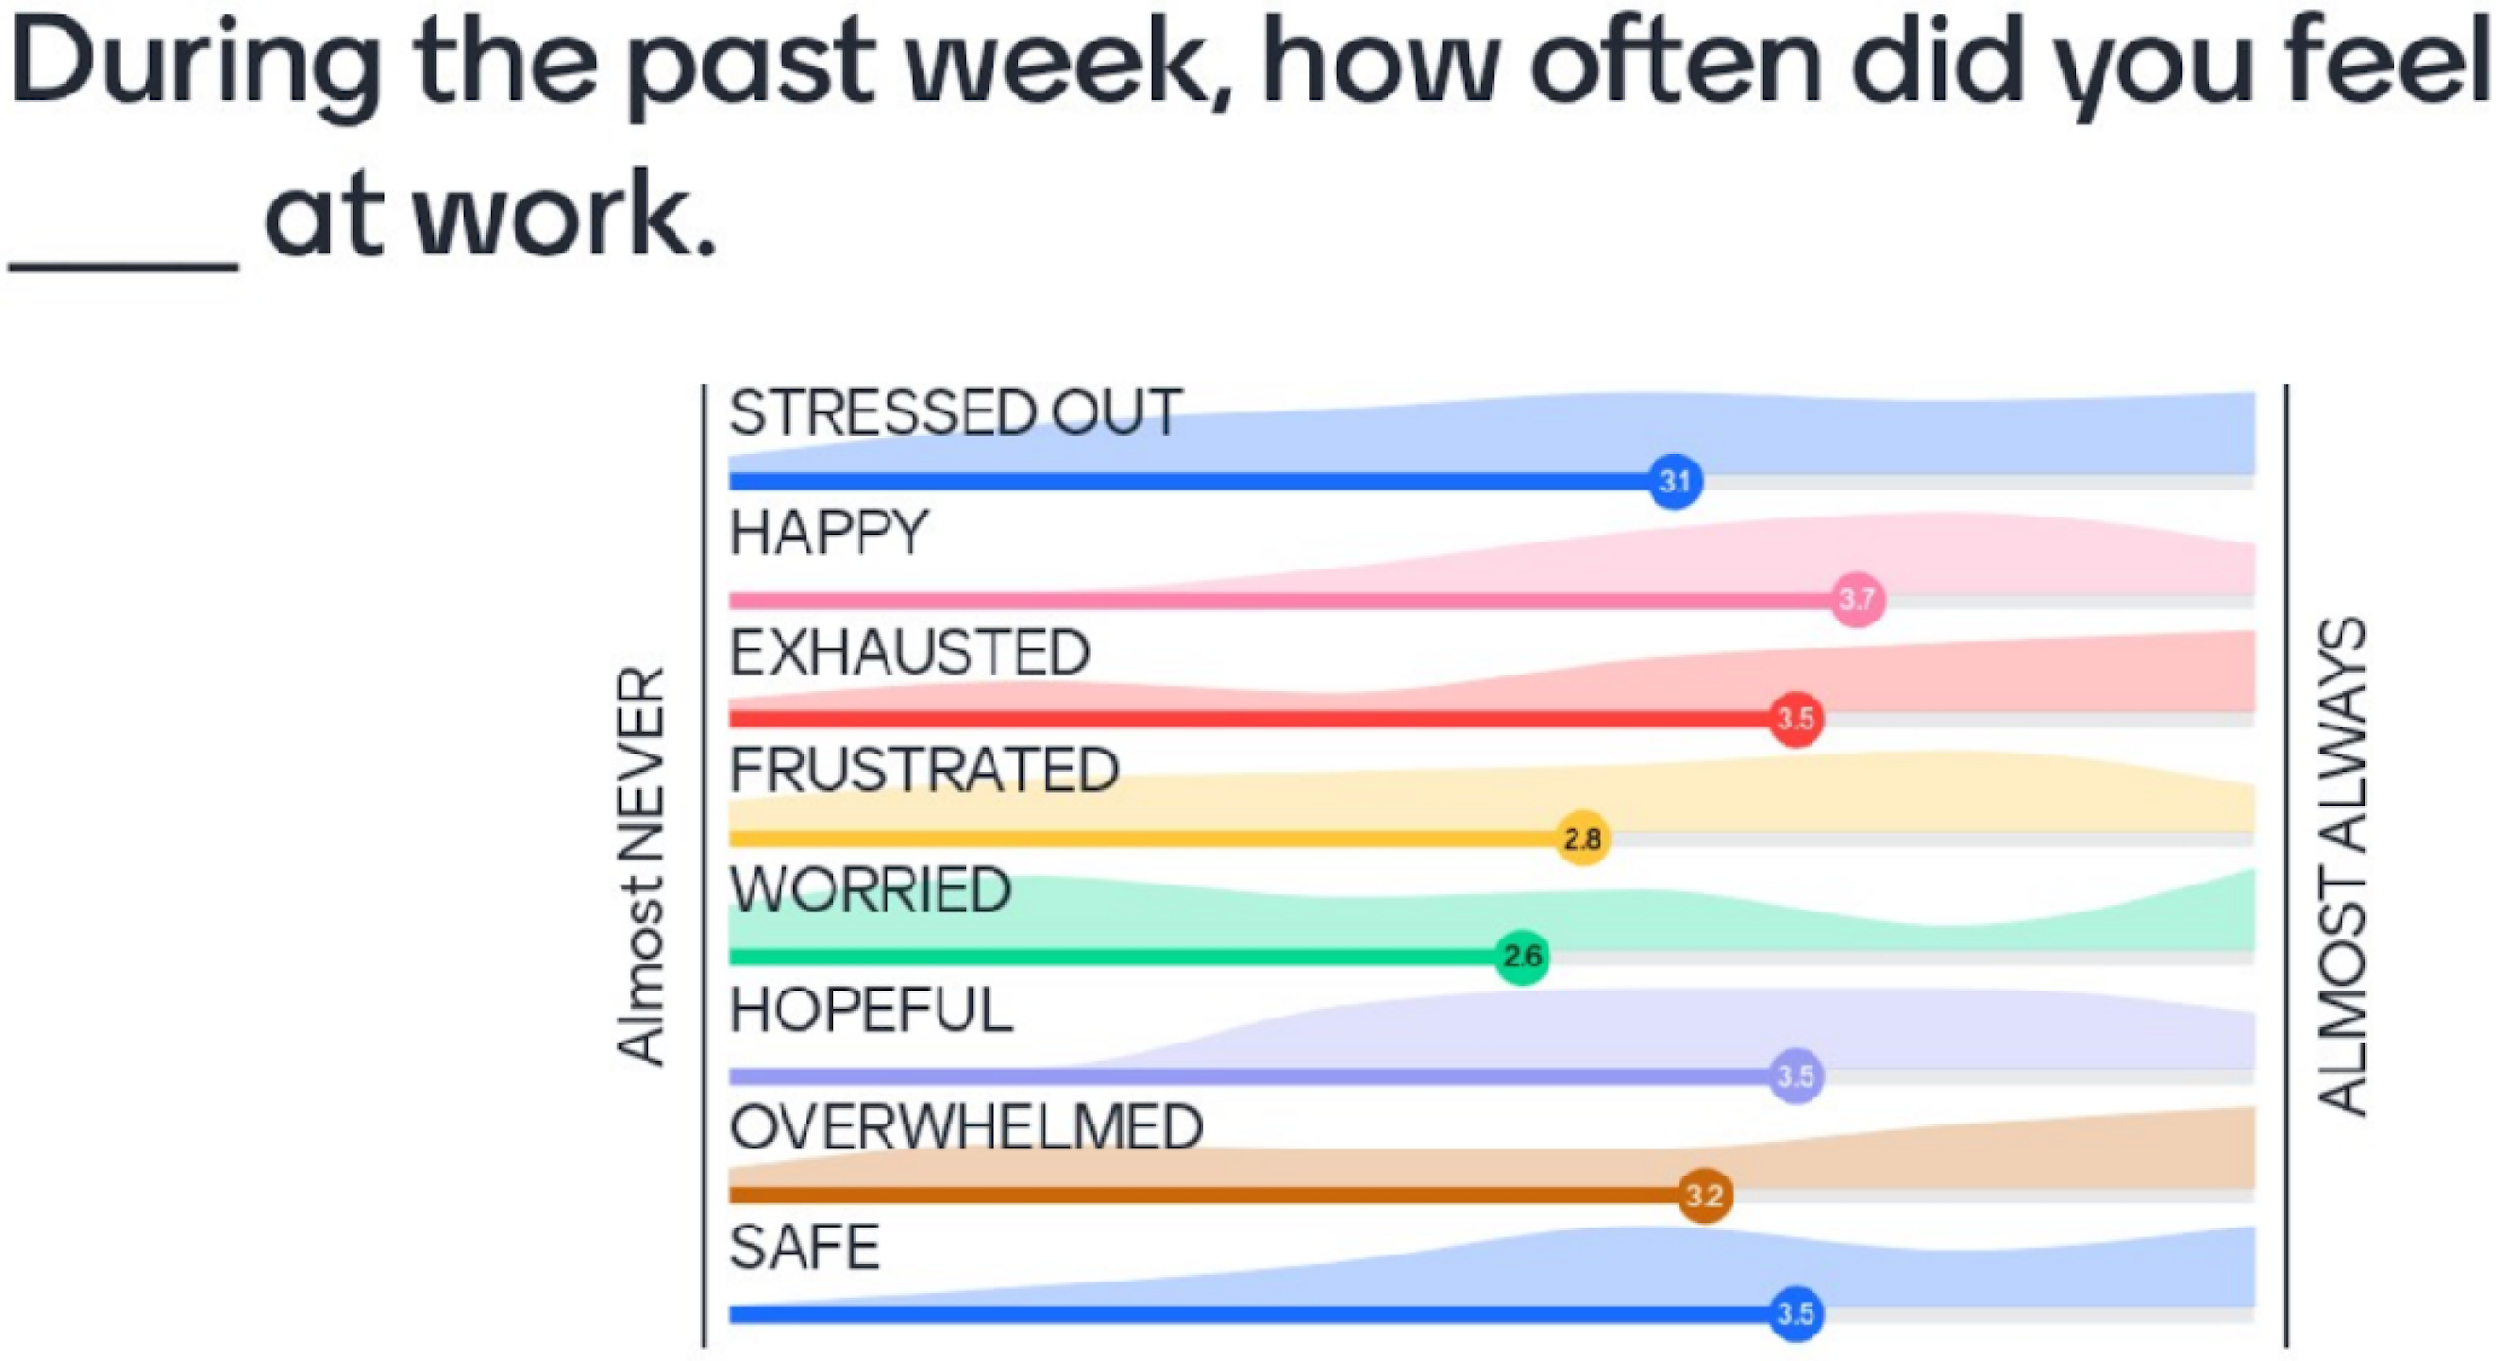 During the past week, how often did you feel
_____ at work.
Almost NEVER
STRESSED OUT
3.1
HAPPY
3.7
EXHAUSTED
3.5
FRUSTRATED
2.8
WORRIED
2.6
HOPEFUL
3.5
OVERWHELMED
3.2
SAFE
3.5
ALMOST ALWAYS